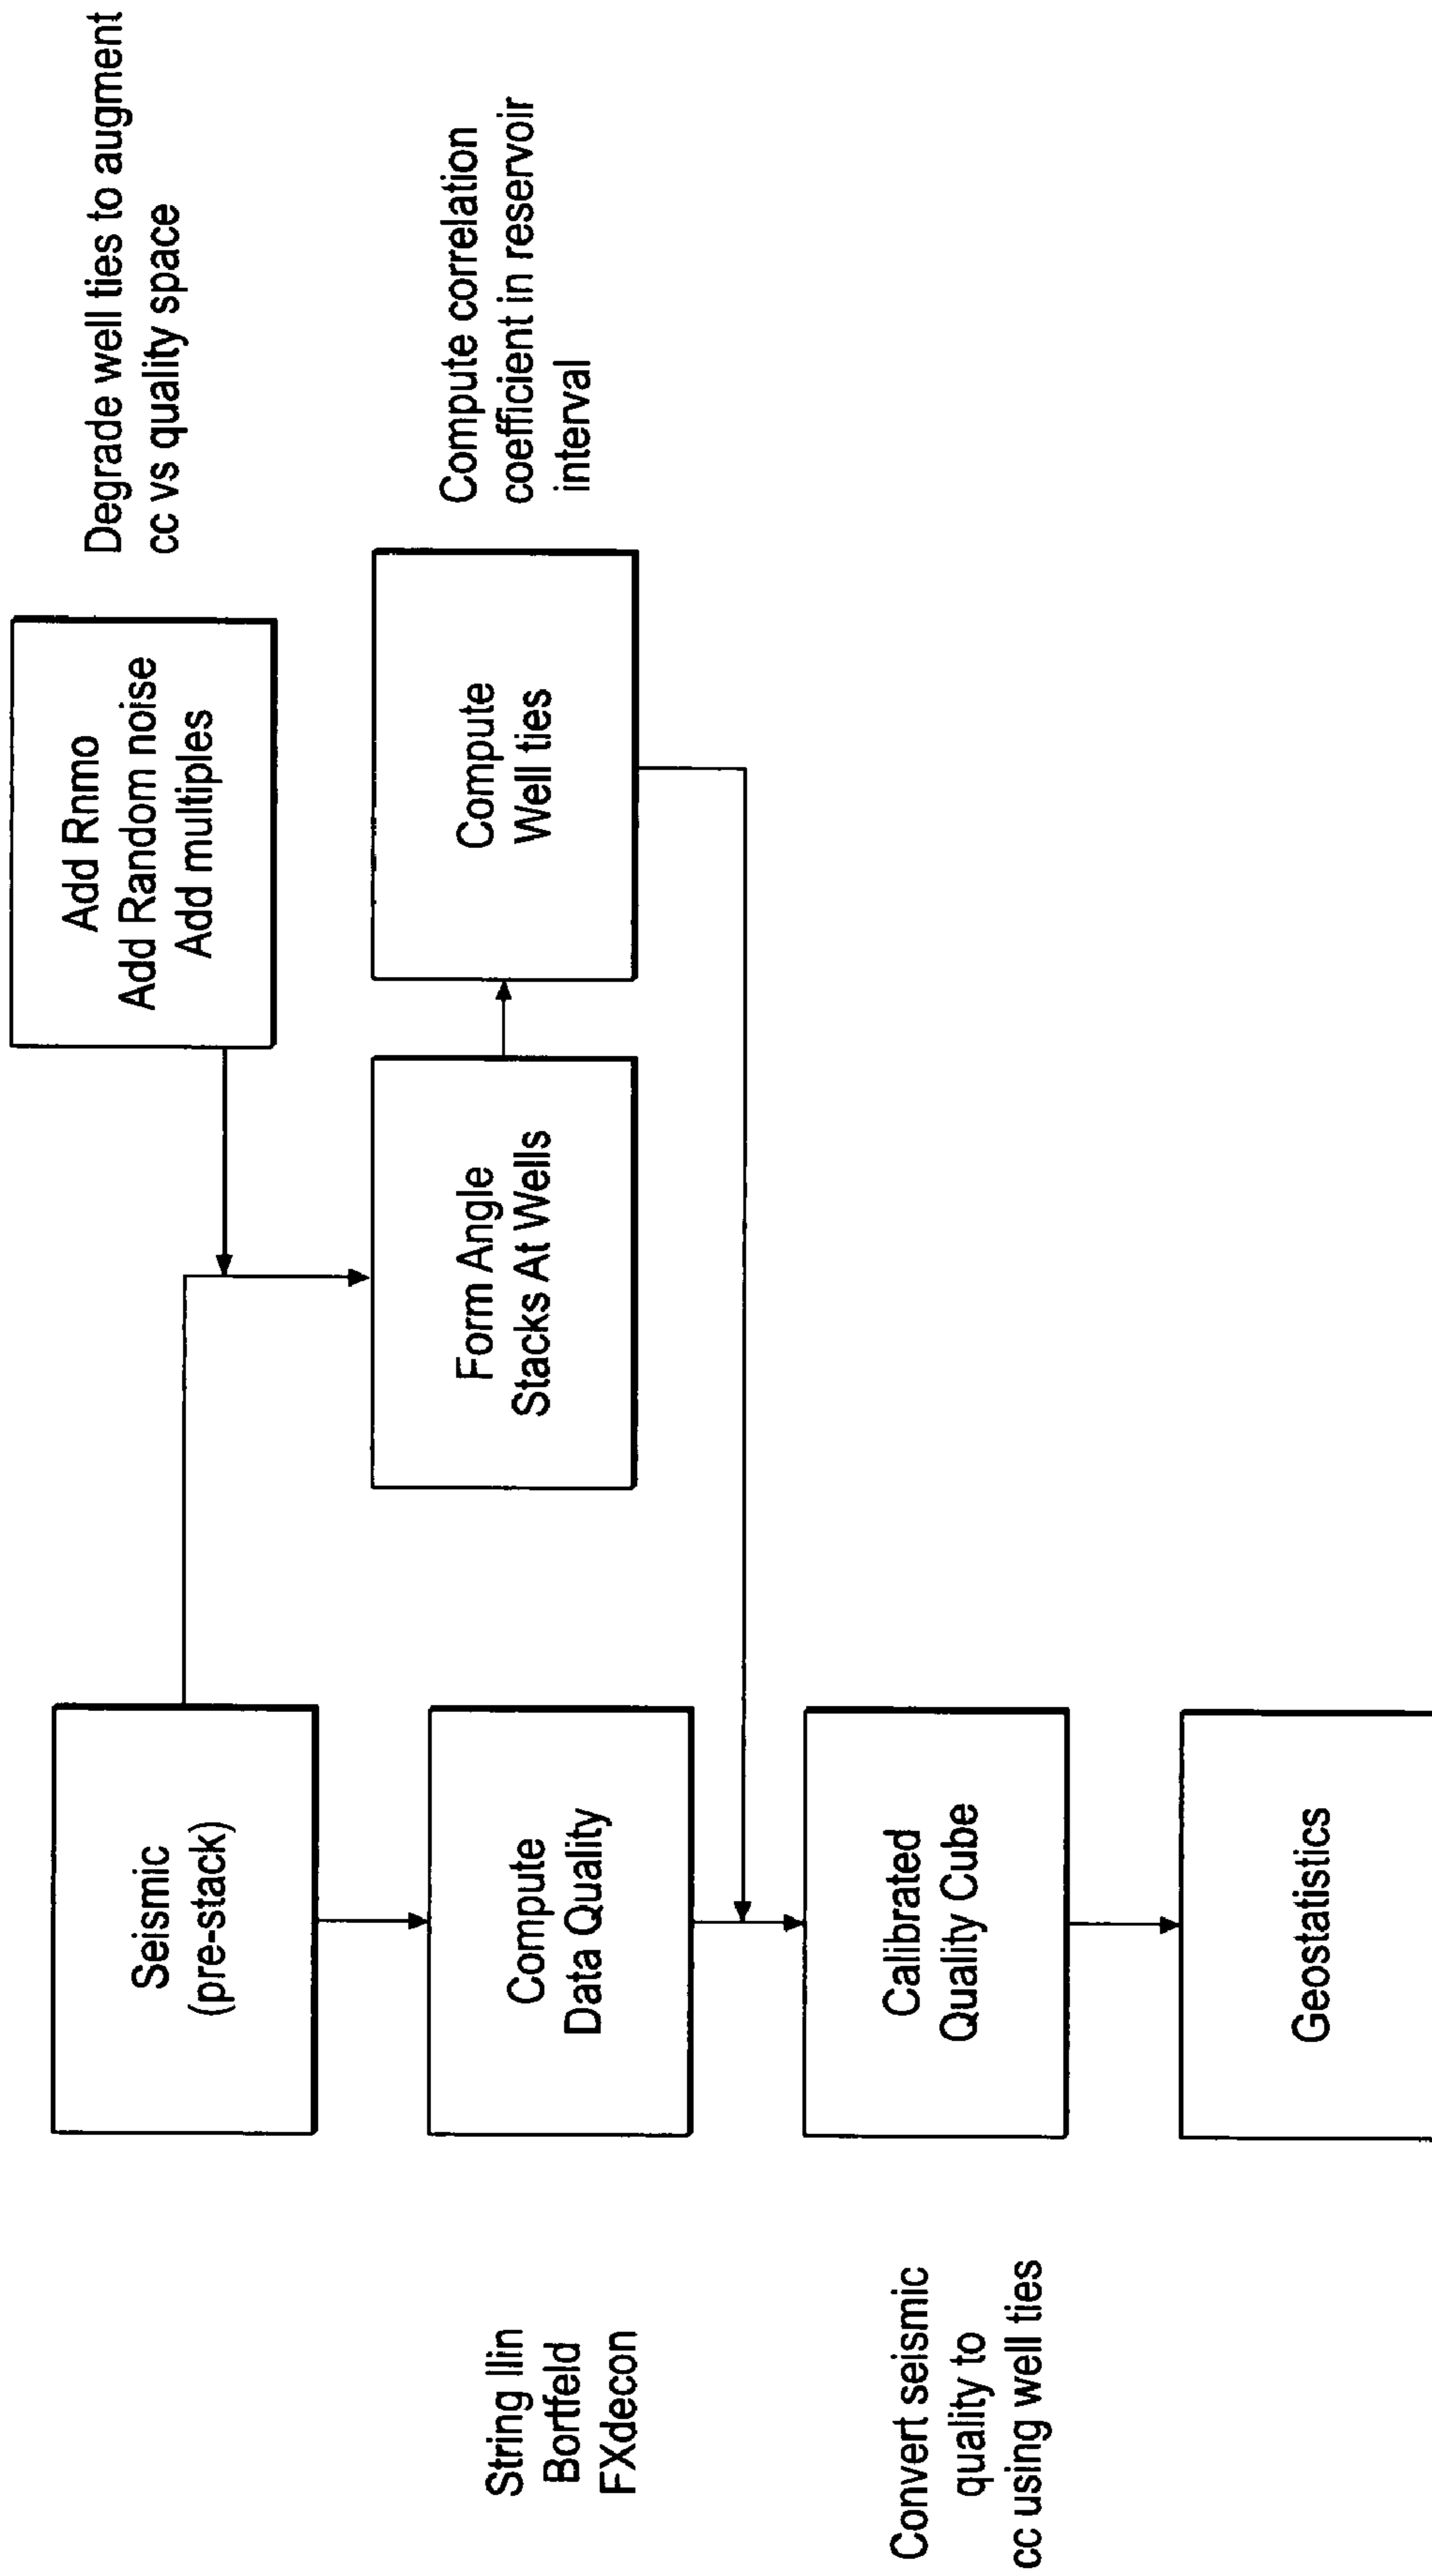 Degrade well ties to augment
cc vs quality space
Add Rnmo
Add Random noise
Add multiples
Seismic
(pre-stack)
Compute correlation
coefficient in reservoir
interval
Compute
Well ties
Form Angle
Stacks At Wells
String Ilin
Bortfeld
FXdecon
Compute
Data Quality
Convert seismic
quality to
cc using well ties
Calibrated
Quality Cube
Geostatistics